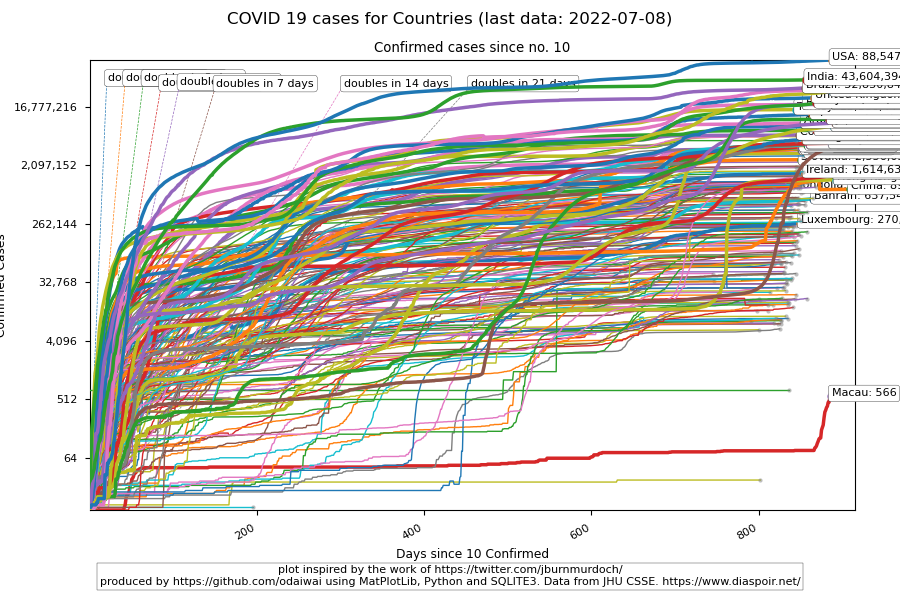 COVID 19 cases for Countries (last data: 2022-07-08)
Confirmed cases since no. 10
USA: 88,547
doubles in 7 days
doubles in 14 days
doubles in 21 days
India: 43,604,394
16,777,216
2,097,152
Ireland: 1,614,63
China:
Bahrain: 637,54
262,144
Luxembourg: 270,
32,768
4,096
512
Macau: 566
64
Confirmed Cases
200
400
600
800
Days since 10 Confirmed
plot inspired by the work of https://twitter.com/jburnmurdoch/
produced by https://github.com/odaiwai using MatPlotLib, Python and SQLITE3. Data from JHU CSSE. https://www.diaspoir.net/